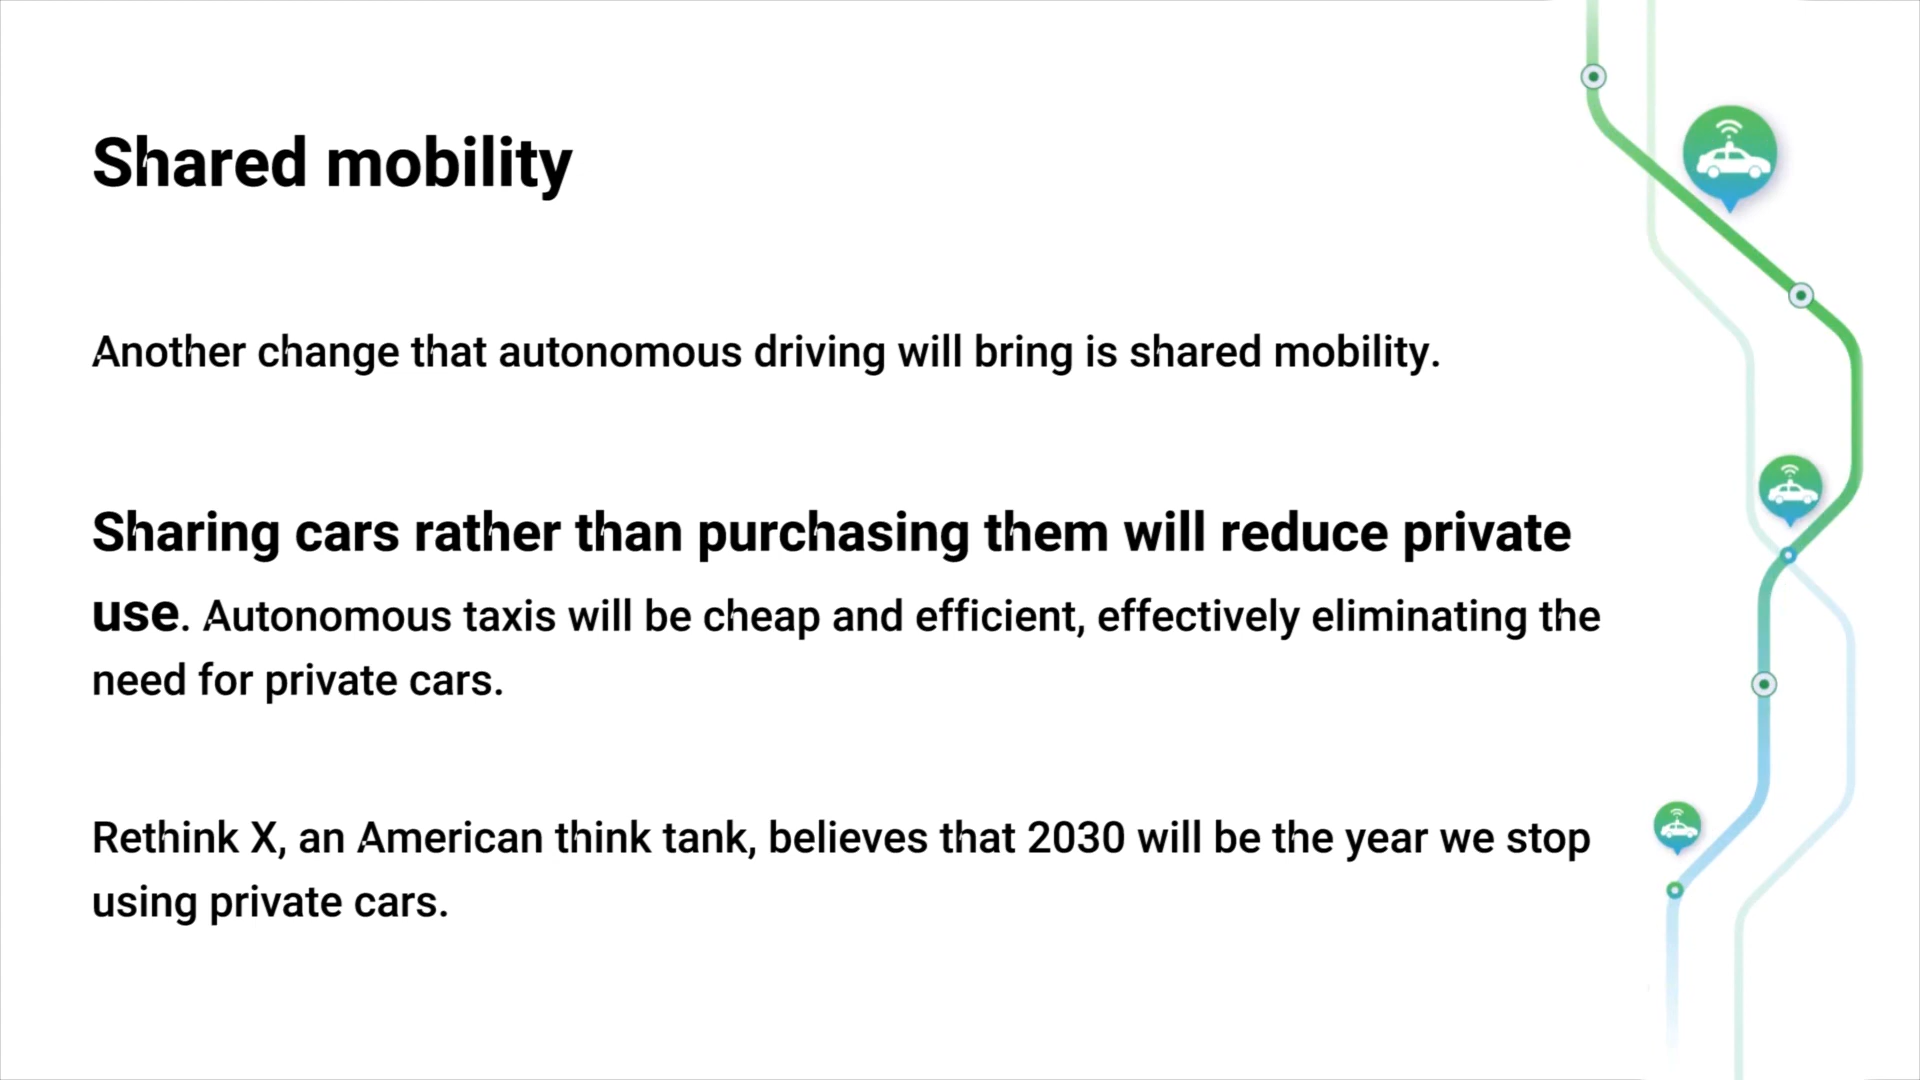 Shared mobility
Another change that autonomous driving will bring is shared mobility.
Sharing cars rather than purchasing them will reduce private
use. Autonomous taxis will be cheap and efficient, effectively eliminating the
need for private cars.
Rethink X, an American think tank, believes that 2030 will be the year we stop
using private cars.